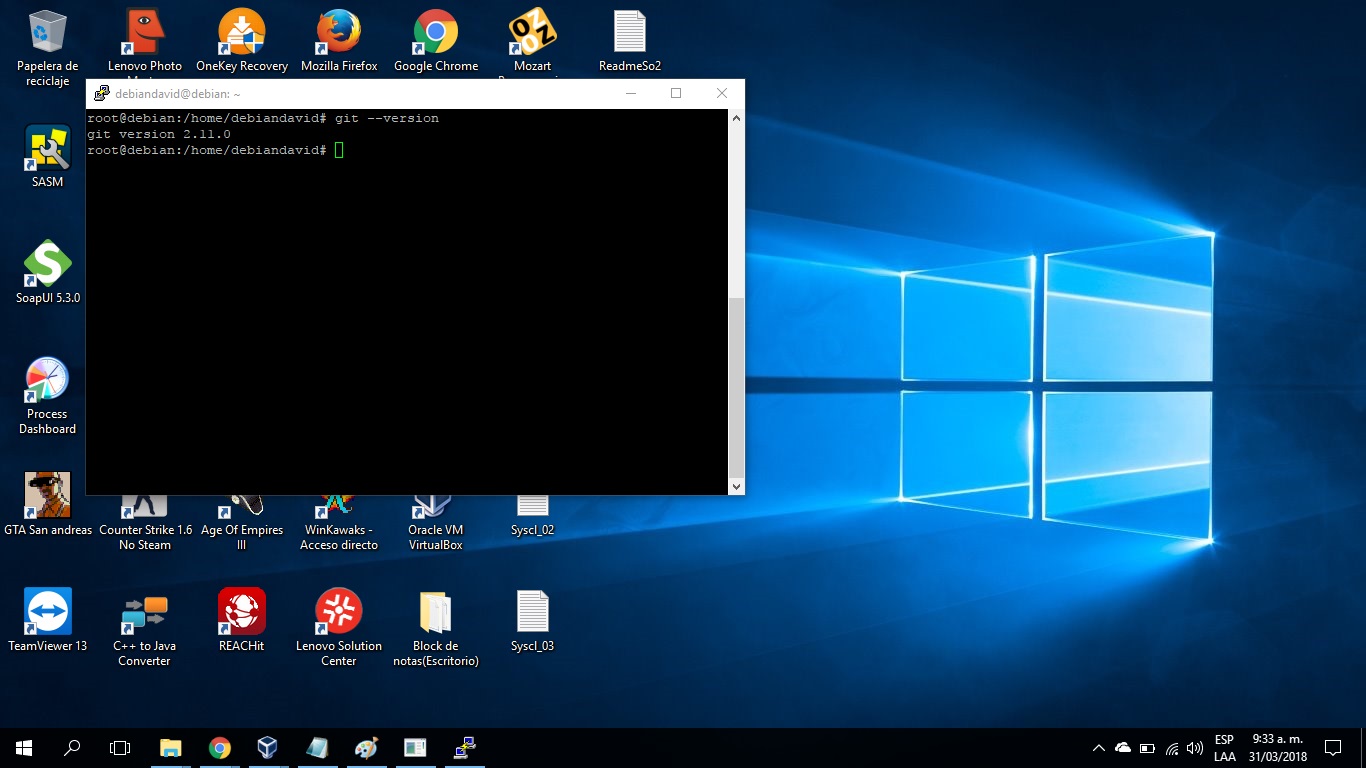 Papelera de
reciclaje
Lenovo Photo
OneKey Recovery
Mozilla Firefox
Google Chrome
Mozart
ReadmeSo2
debiandavid@debian: ~
root@debian:/home/debiandavid# git --version
git version 2.11.0
root@debian:/home/debiandavid#
SASM
SoapUI 5.3.0
Process
Dashboard
GTA San andreas
Counter Strike 1.6
No Steam
Age Of Empires
III
WinKawaks -
Acceso directo
Oracle VM
VirtualBox
Syscl_02
TeamViewer 13
C++ to Java
Converter
REACHit
Lenovo Solution
Center
Block de
notas(Escritorio)
Syscl_03
ESP
LAA
9:33 a. m.
31/03/2018